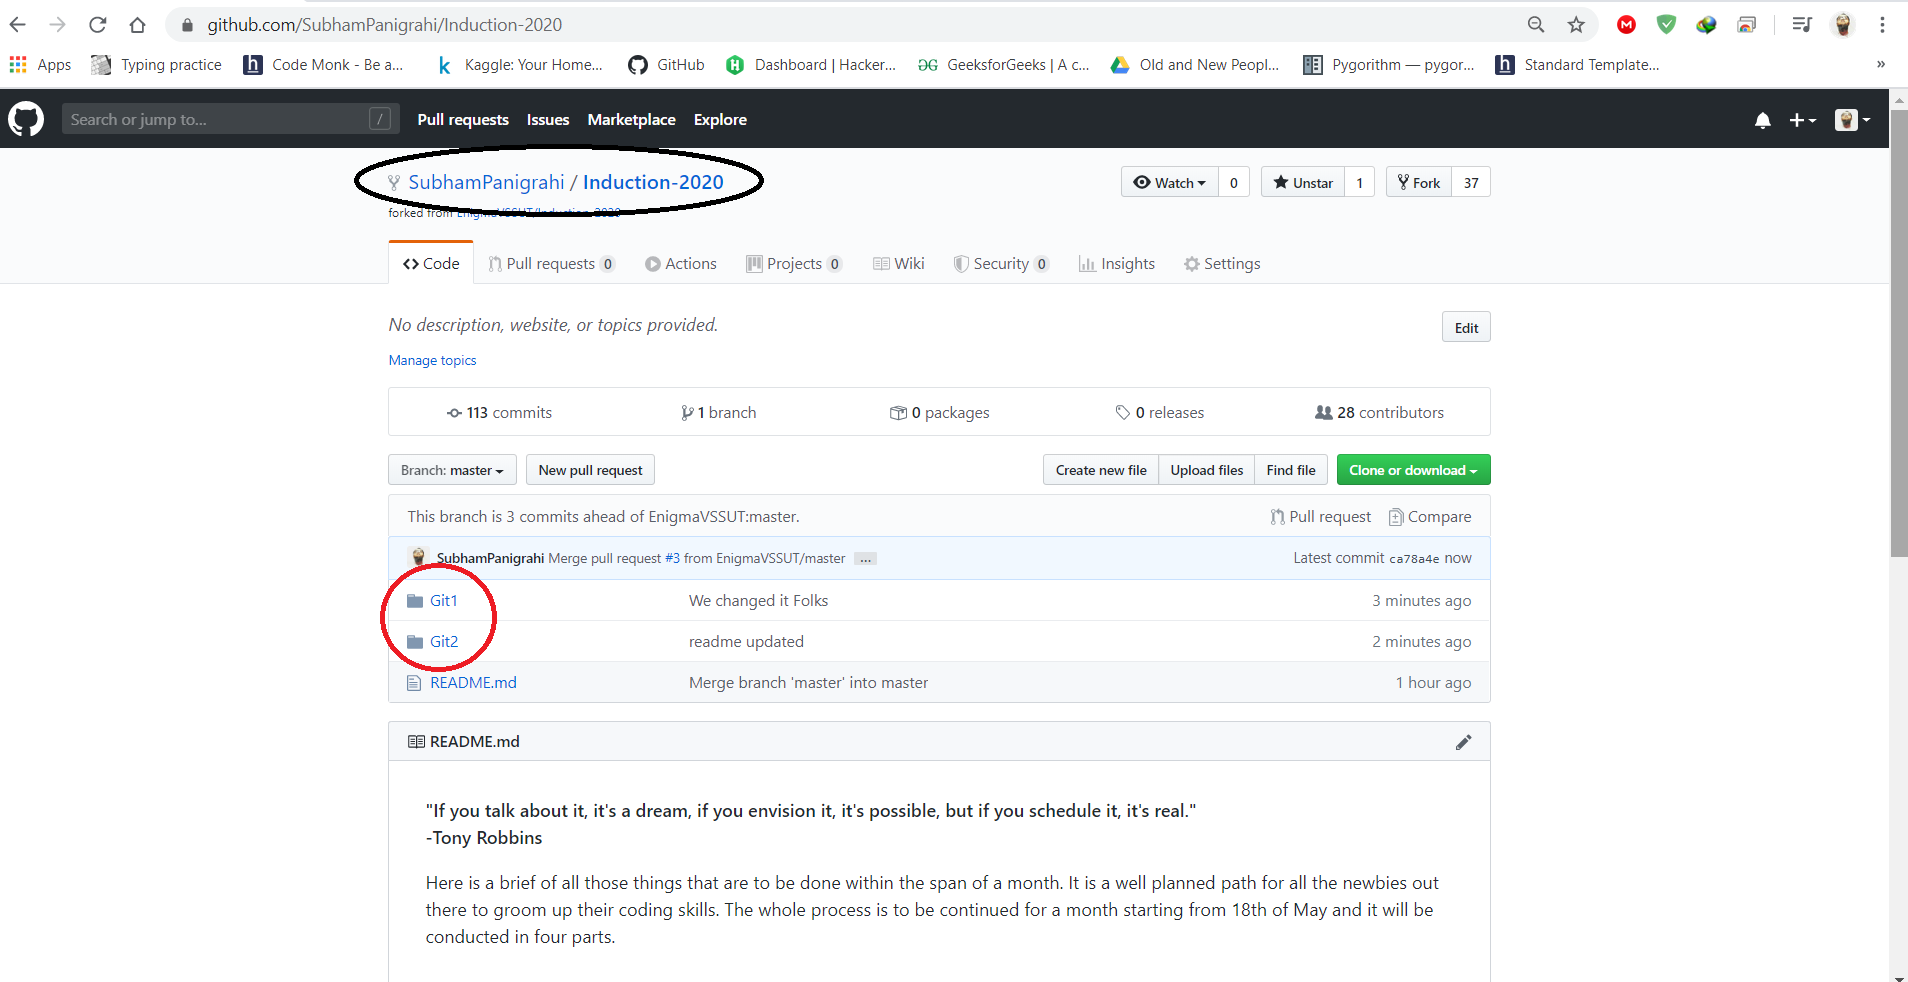 github.com/SubhamPanigrahi/Induction-2020
Apps Typing practice Code Monk - Be a... Kaggle: Your Home... GitHub Dashboard | Hacker... GeeksforGeeks | A c... Old and New Peopl... Pygorithm — pygor... Standard Template... »
Search or jump to... / Pull requests Issues Marketplace Explore
SubhamPanigrahi / Induction-2020 Watch 0 Unstar 1 Fork 37
forked from EnigmaVSSUT/Induction-2020
Code Pull requests 0 Actions Projects 0 Wiki Security 0 Insights Settings
No description, website, or topics provided. Edit
Manage topics
113 commits 1 branch 0 packages 0 releases 28 contributors
Branch: master New pull request Create new file Upload files Find file Clone or download
This branch is 3 commits ahead of EnigmaVSSUT:master. Pull request Compare
SubhamPanigrahi Merge pull request #3 from EnigmaVSSUT/master ... Latest commit ca78a4e now
Git1 We changed it Folks 3 minutes ago
Git2 readme updated 2 minutes ago
README.md Merge branch 'master' into master 1 hour ago
README.md
"If you talk about it, it's a dream, if you envision it, it's possible, but if you schedule it, it's real."
-Tony Robbins
Here is a brief of all those things that are to be done within the span of a month. It is a well planned path for all the newbies out
there to groom up their coding skills. The whole process is to be continued for a month starting from 18th of May and it will be
conducted in four parts.